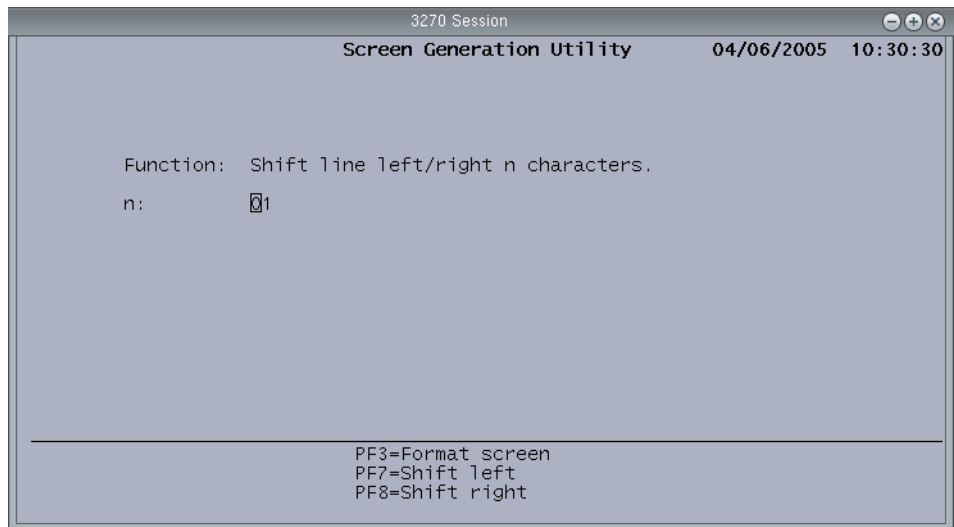 3270 Session
Screen Generation Utility 04/06/2005 10:30:30
Function: Shift line left/right n characters.
n: 01
PF3=Format screen
PF7=Shift left
PF8=Shift right